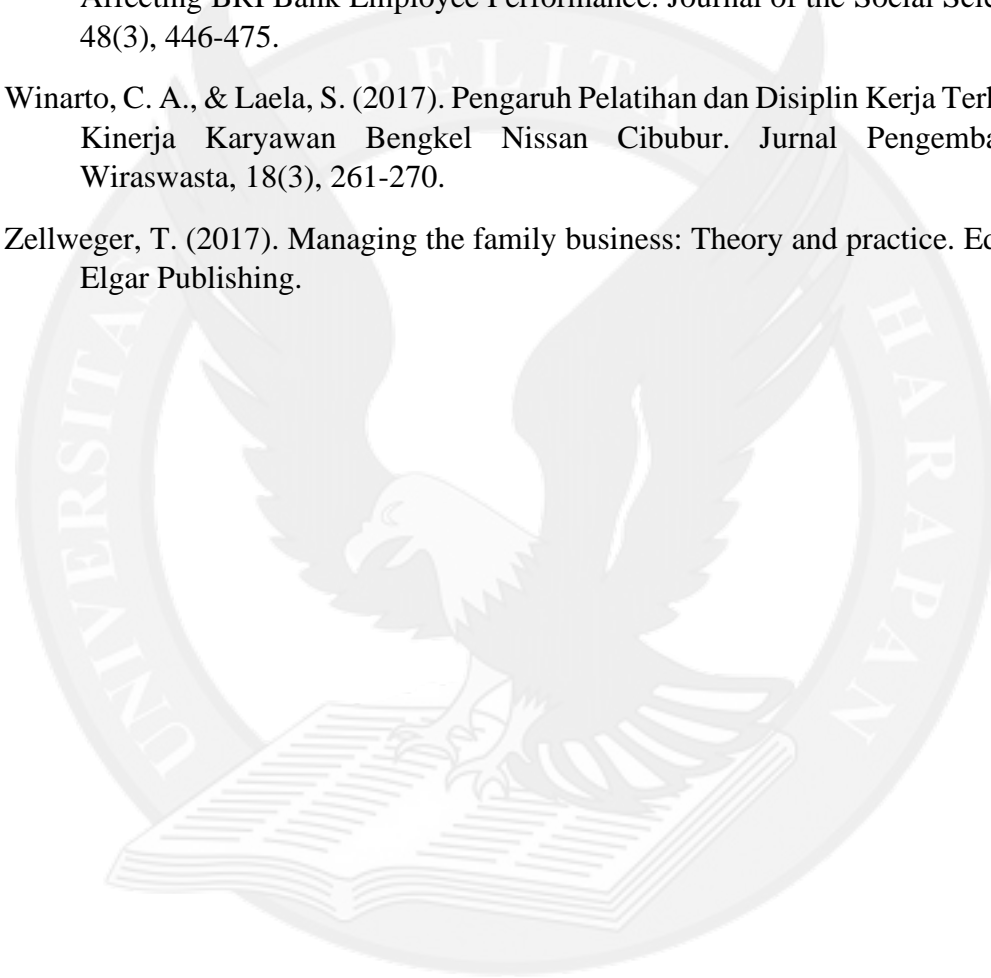 Affecting BRI Bank Employee Performance. Journal of the Social Scien
48(3), 446-475.
Winarto, C. A., & Laela, S. (2017). Pengaruh Pelatihan dan Disiplin Kerja Terh
Kinerja Karyawan Bengkel Nissan Cibubur. Jurnal Pengemba
Wiraswasta, 18(3), 261-270.
Zellweger, T. (2017). Managing the family business: Theory and practice. Ed
Elgar Publishing.
UNIVERSITAS PELITA HARAPAN